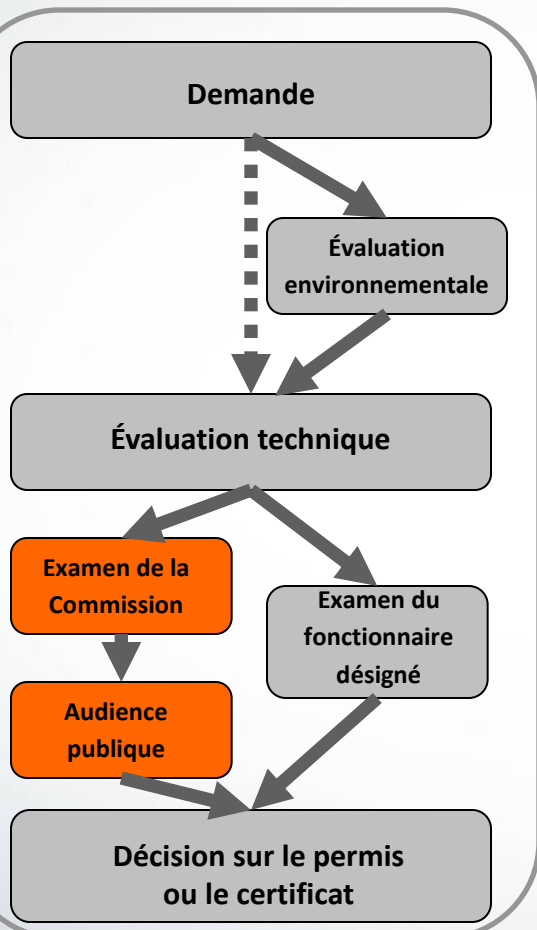 Demande
Évaluation
environnementale
Évaluation technique
Examen de la
Commission
Examen du
fonctionnaire
désigné
Audience
publique
Décision sur le permis
ou le certificat